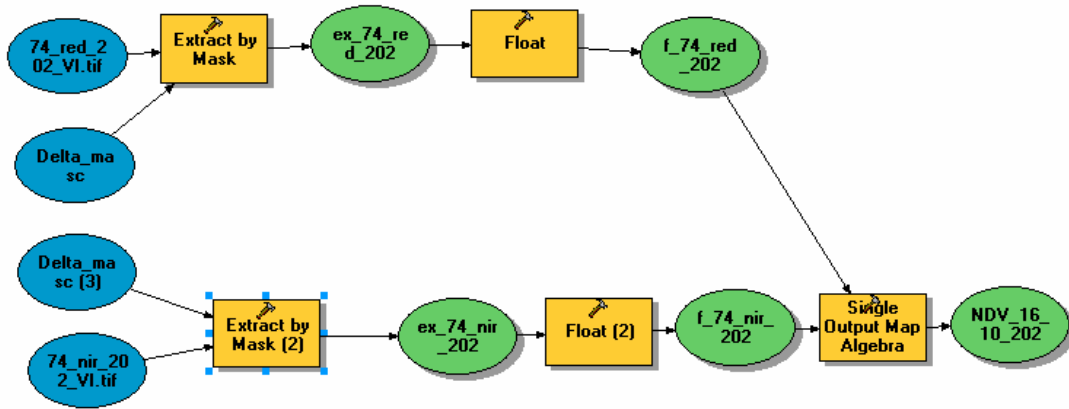 74_red_2
02_VI.tif
Extract by
Mask
ex_74_re
d_202
Float
f_74_red
_202
Delta_ma
sc
Delta_ma
sc (3)
Extract by
Mask (2)
74_nir_20
2_VI.tif
ex_74_nir
_202
Float (2)
f_74_nir_
202
Single
Output Map
Algebra
NDV_16_
10_202